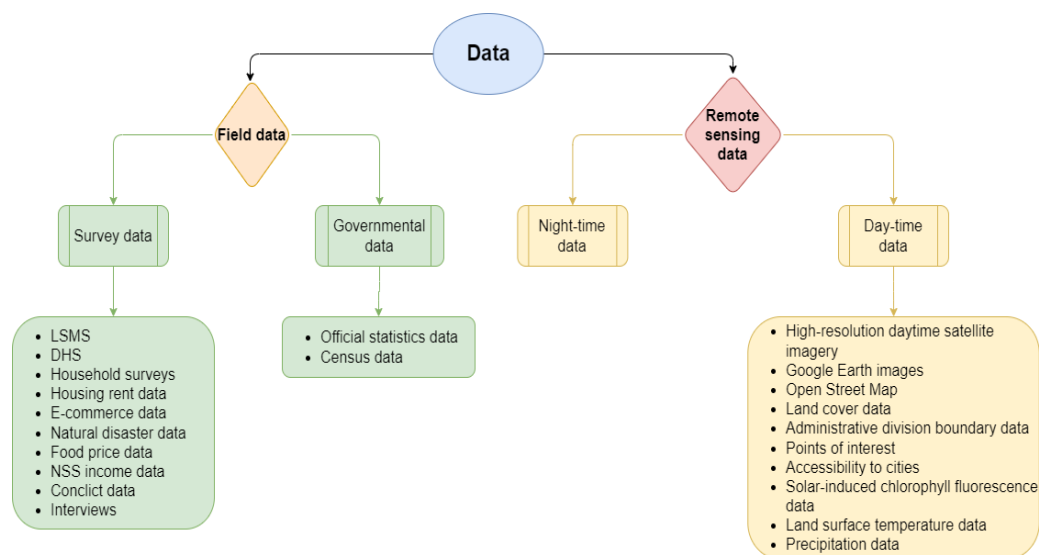 Data
Field data
Remote
sensing
data
Survey data
Governmental
data
Night-time
data
Day-time
data
• LSMS
• DHS
• Household surveys
• Housing rent data
• E-commerce data
• Natural disaster data
• Food price data
• NSS income data
• Conclict data
• Interviews
• Official statistics data
• Census data
• High-resolution daytime satellite
imagery
• Google Earth images
• Open Street Map
• Land cover data
• Administrative division boundary data
• Points of interest
• Accessibility to cities
• Solar-induced chlorophyll fluorescence
data
• Land surface temperature data
• Precipitation data